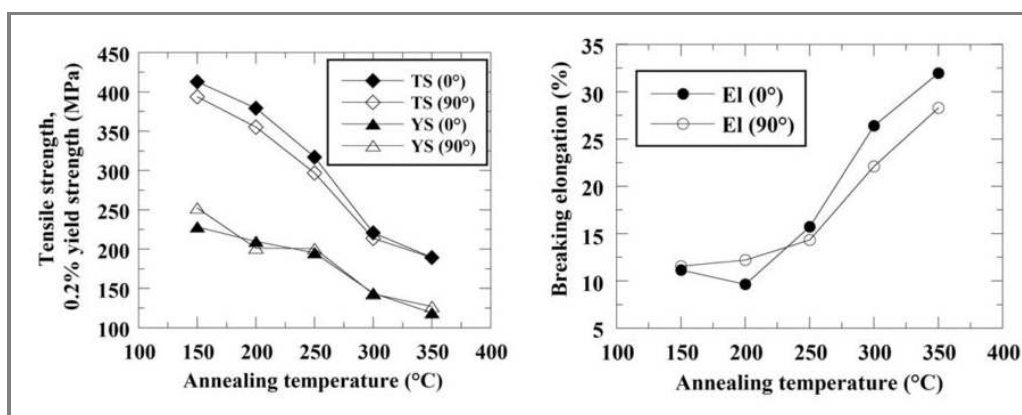 Tensile strength,
0.2% yield strength (MPa)
450
400
350
300
250
200
150
100
TS (0°)
TS (90°)
YS (0°)
YS (90°)
100 150 200 250 300 350 400
Annealing temperature (°C)
Breaking elongation (%)
35
30
25
20
15
10
5
El (0°)
El (90°)
100 150 200 250 300 350 400
Annealing temperature (°C)